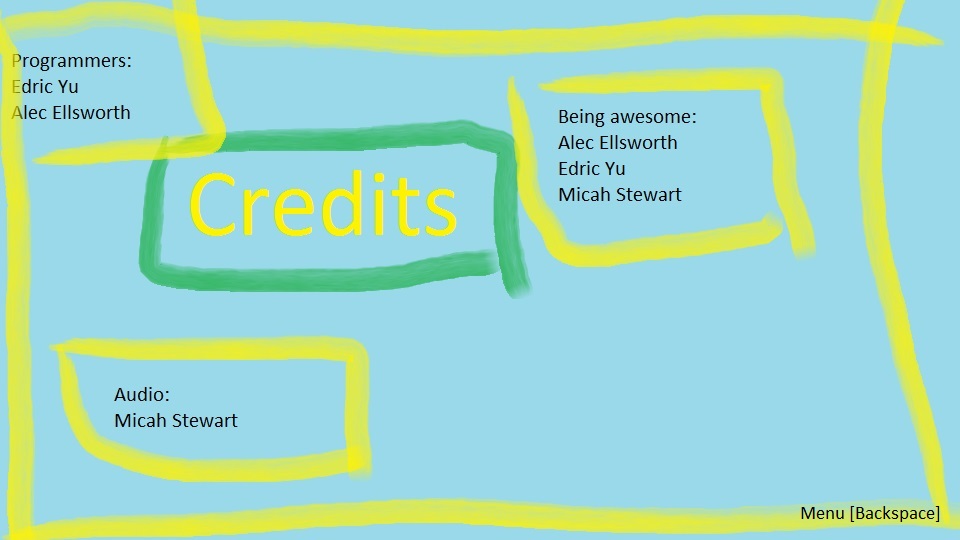 Programmers:
Edric Yu
Alec Ellsworth
Credits
Being awesome:
Alec Ellsworth
Edric Yu
Micah Stewart
Audio:
Micah Stewart
Menu [Backspace]